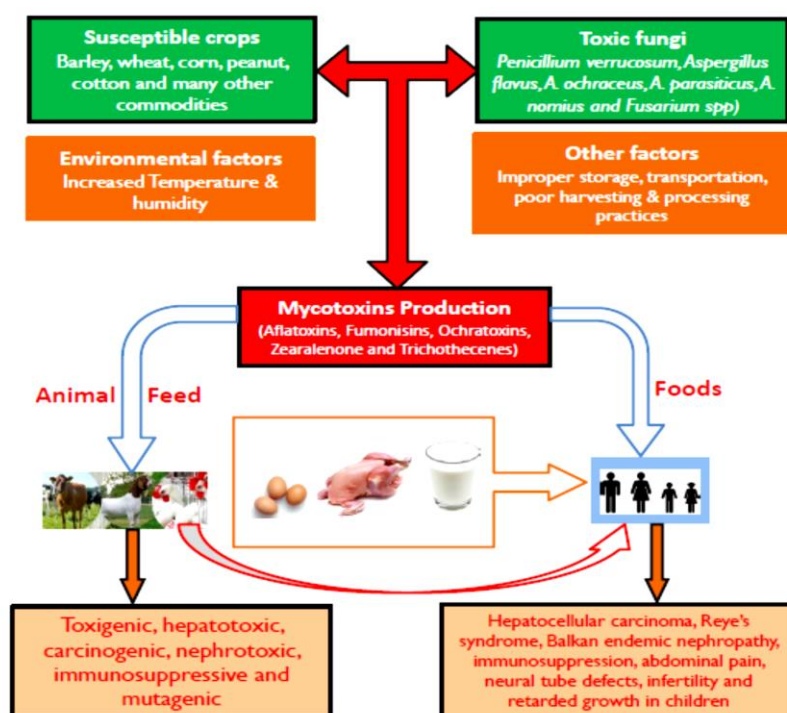 Susceptible crops
Barley, wheat, corn, peanut,
cotton and many other
commodities
Toxic fungi
Penicillium verrucosum, Aspergillus
flavus, A. ochraceus, A. parasiticus, A.
nomius and Fusarium spp)
Environmental factors
Increased Temperature &
humidity
Other factors
Improper storage, transportation,
poor harvesting & processing
practices
Mycotoxins Production
(Aflatoxins, Fumonisins, Ochratoxins,
Zearalenone and Trichothecenes)
Animal Feed
Foods
Toxigenic, hepatotoxic,
carcinogenic, nephrotoxic,
immunosuppressive and
mutagenic
Hepatocellular carcinoma, Reye's
syndrome, Balkan endemic nephropathy,
immunosuppression, abdominal pain,
neural tube defects, infertility and
retarded growth in children